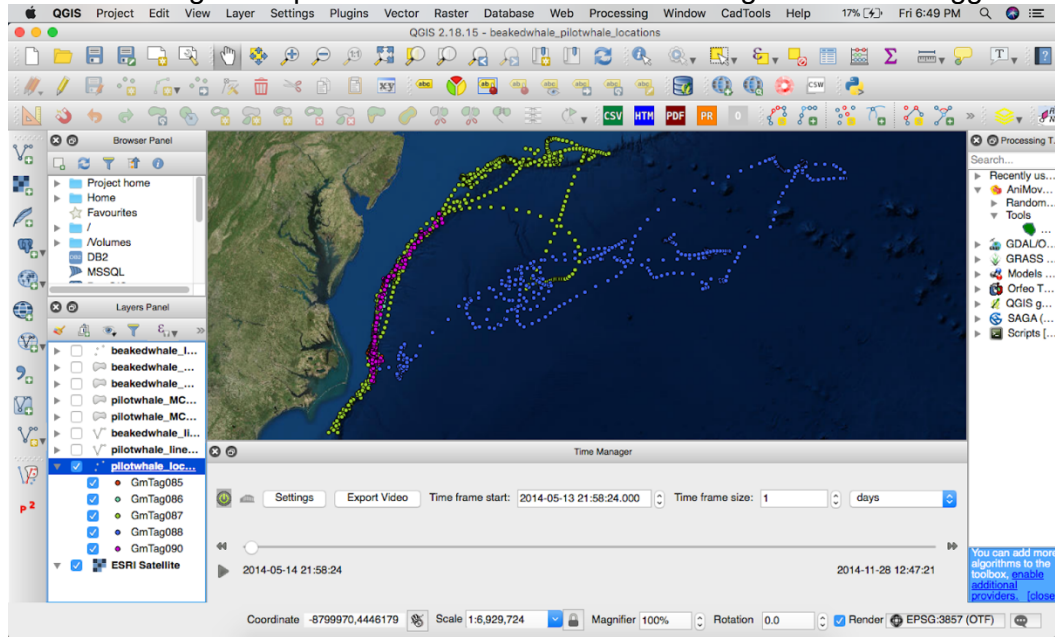 QGIS Project Edit View Layer Settings Plugins Vector Raster Database Web Processing Window CadTools Help 17% Fri 6:49 PM
QGIS 2.18.15 - beakedwhale_pilotwhale_locations
CSV HTM PDF PR 0
Browser Panel
Project home
Home
Favourites
/
/Volumes
DB2
MSSQL
Layers Panel
beakedwhale_l...
beakedwhale_...
beakedwhale_...
pilotwhale_MC...
pilotwhale_MC...
beakedwhale_li...
pilotwhale_line...
pilotwhale_loc...
GmTag085
GmTag086
GmTag087
GmTag088
GmTag090
ESRI Satellite
Processing T...
Search...
Recently us...
AniMov...
Random...
Tools
...
GDAL/O...
GRASS ...
Models ...
Orfeo T...
QGIS g...
SAGA (...
Scripts [...
You can add more
algorithms to the
toolbox, enable
additional
providers. [close
Time Manager
Settings Export Video Time frame start: 2014-05-13 21:58:24.000 Time frame size: 1 days
2014-05-14 21:58:24 2014-11-28 12:47:21
Coordinate -8799970,4446179 Scale 1:6,929,724 Magnifier 100% Rotation 0.0 Render EPSG:3857 (OTF)